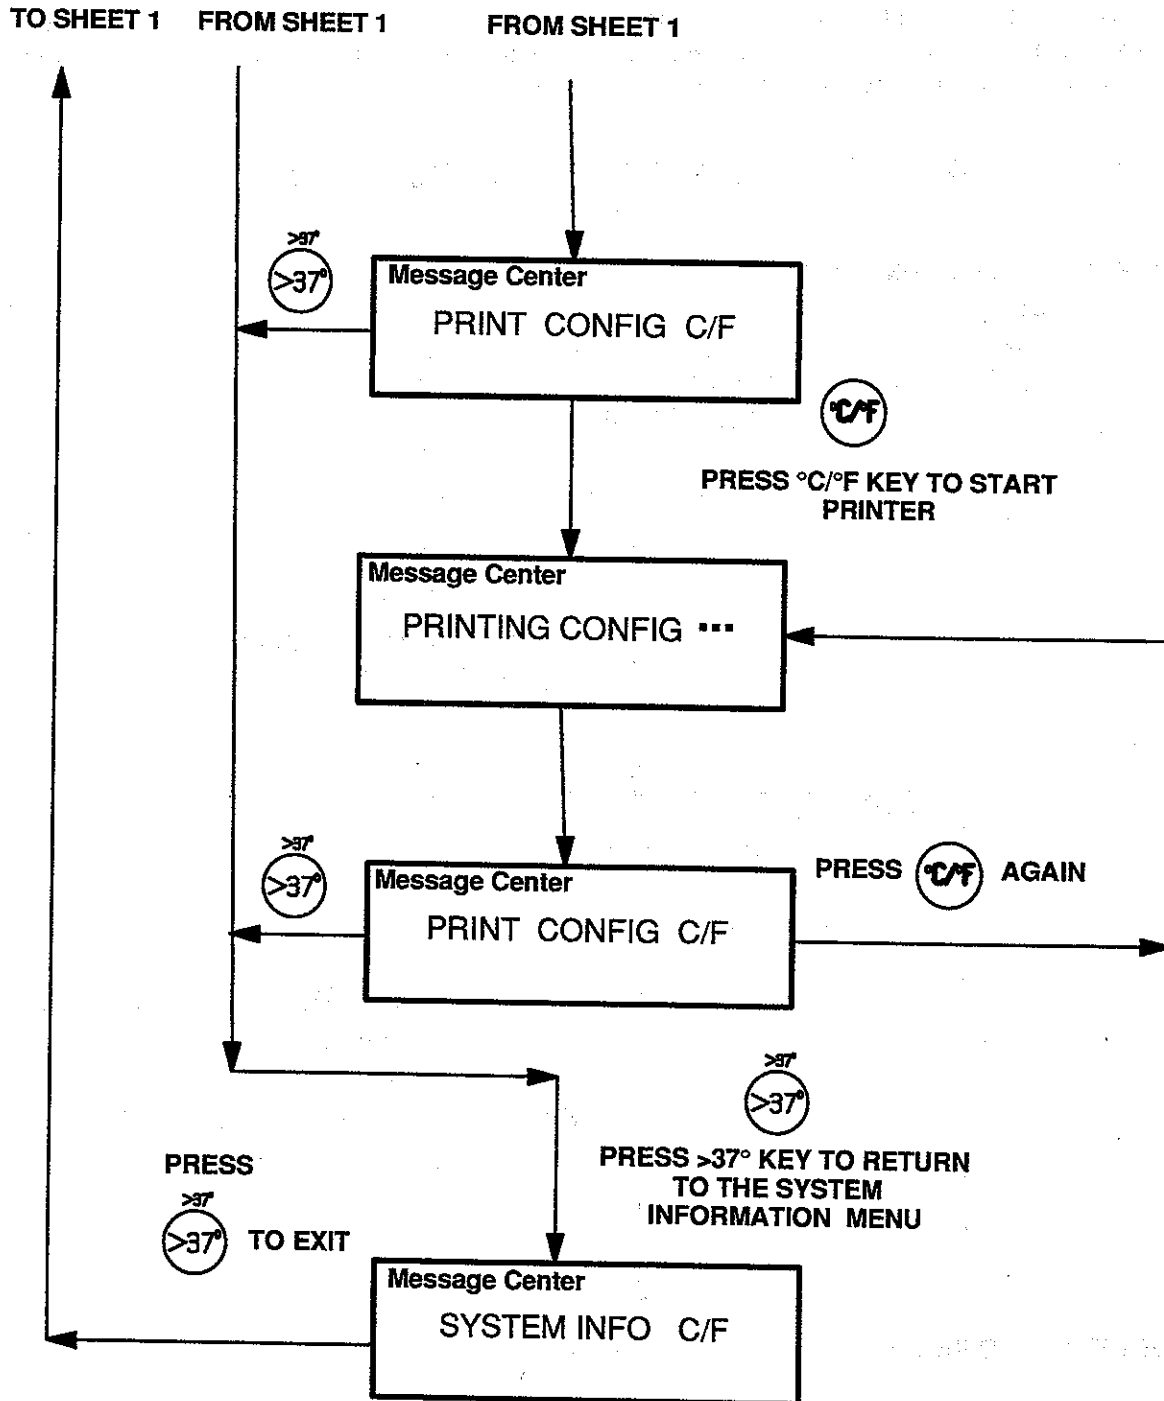 TO SHEET 1
FROM SHEET 1
FROM SHEET 1
>37°
>37°
Message Center
PRINT CONFIG C/F
°C/°F
PRESS °C/°F KEY TO START
PRINTER
Message Center
PRINTING CONFIG ...
>37°
>37°
Message Center
PRINT CONFIG C/F
PRESS °C/°F AGAIN
>37°
>37°
PRESS >37° KEY TO RETURN
TO THE SYSTEM
INFORMATION MENU
PRESS
>37°
>37° TO EXIT
Message Center
SYSTEM INFO C/F